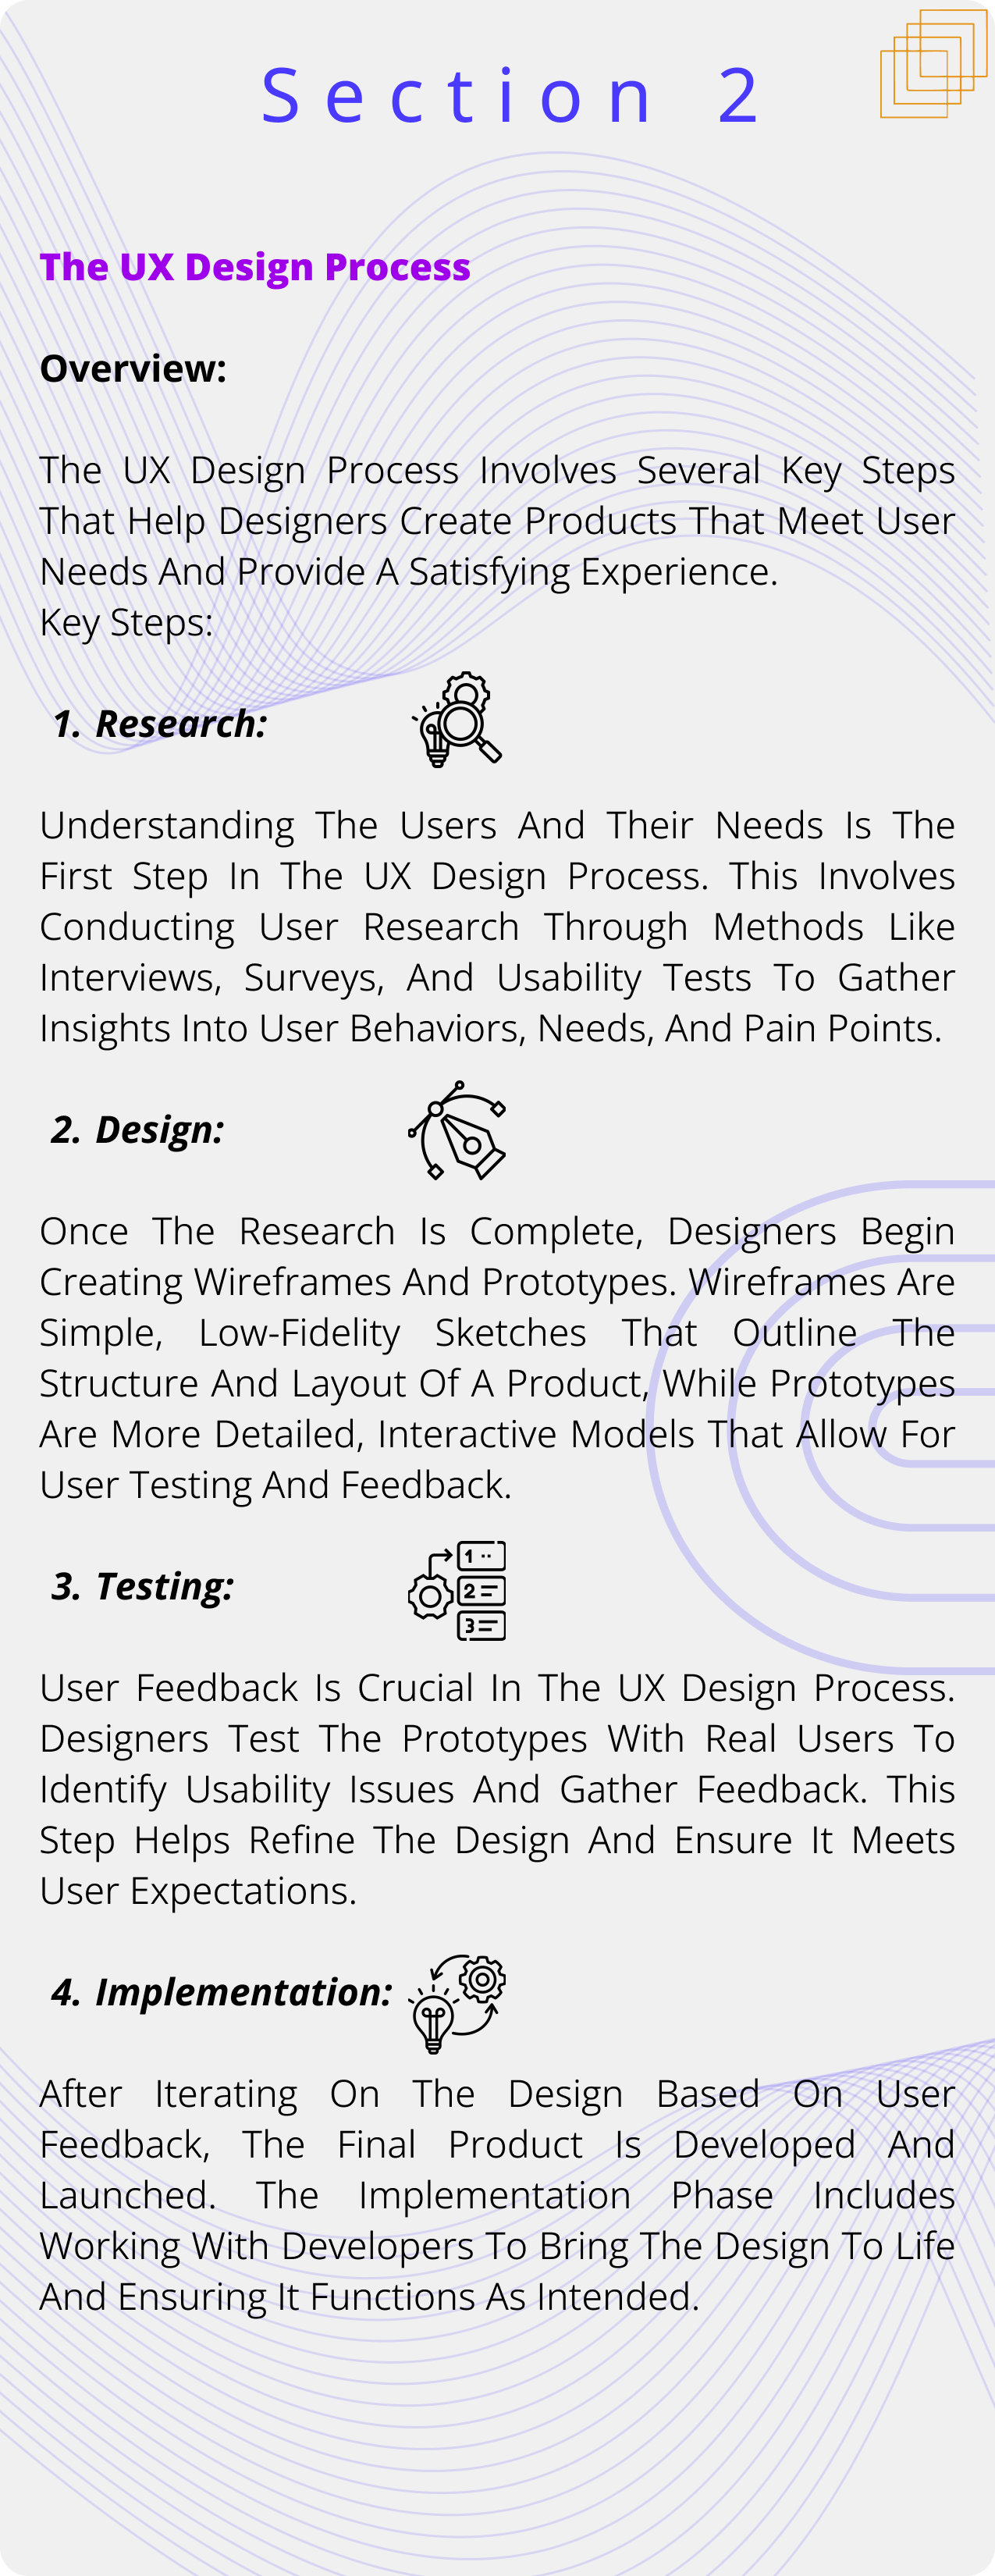 Section 2
The UX Design Process
Overview:
The UX Design Process Involves Several Key Steps
That Help Designers Create Products That Meet User
Needs And Provide A Satisfying Experience.
Key Steps:
1. Research:
Understanding The Users And Their Needs Is The
First Step In The UX Design Process. This Involves
Conducting User Research Through Methods Like
Interviews, Surveys, And Usability Tests To Gather
Insights Into User Behaviors, Needs, And Pain Points.
2. Design:
Once The Research Is Complete, Designers Begin
Creating Wireframes And Prototypes. Wireframes Are
Simple, Low-Fidelity Sketches That Outline The
Structure And Layout Of A Product, While Prototypes
Are More Detailed, Interactive Models That Allow For
User Testing And Feedback.
3. Testing:
1
2
3
User Feedback Is Crucial In The UX Design Process.
Designers Test The Prototypes With Real Users To
Identify Usability Issues And Gather Feedback. This
Step Helps Refine The Design And Ensure It Meets
User Expectations.
4. Implementation:
After Iterating On The Design Based On User
Feedback, The Final Product Is Developed And
Launched. The Implementation Phase Includes
Working With Developers To Bring The Design To Life
And Ensuring It Functions As Intended.